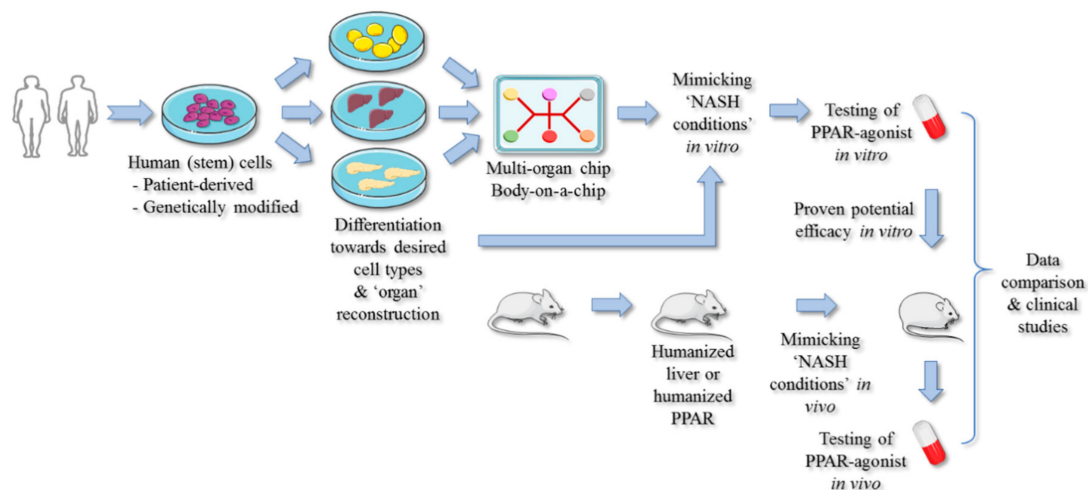 Human (stem) cells
- Patient-derived
- Genetically modified
Differentiation
towards desired
cell types
& ‘organ’
reconstruction
Multi-organ chip
Body-on-a-chip
Mimicking
‘NASH
conditions’
in vitro
Testing of
PPAR-agonist
in vitro
Proven potential
efficacy in vitro
Humanized
liver or
humanized
PPAR
Mimicking
‘NASH
conditions’ in
vivo
Testing of
PPAR-agonist
in vivo
Data
comparison
& clinical
studies